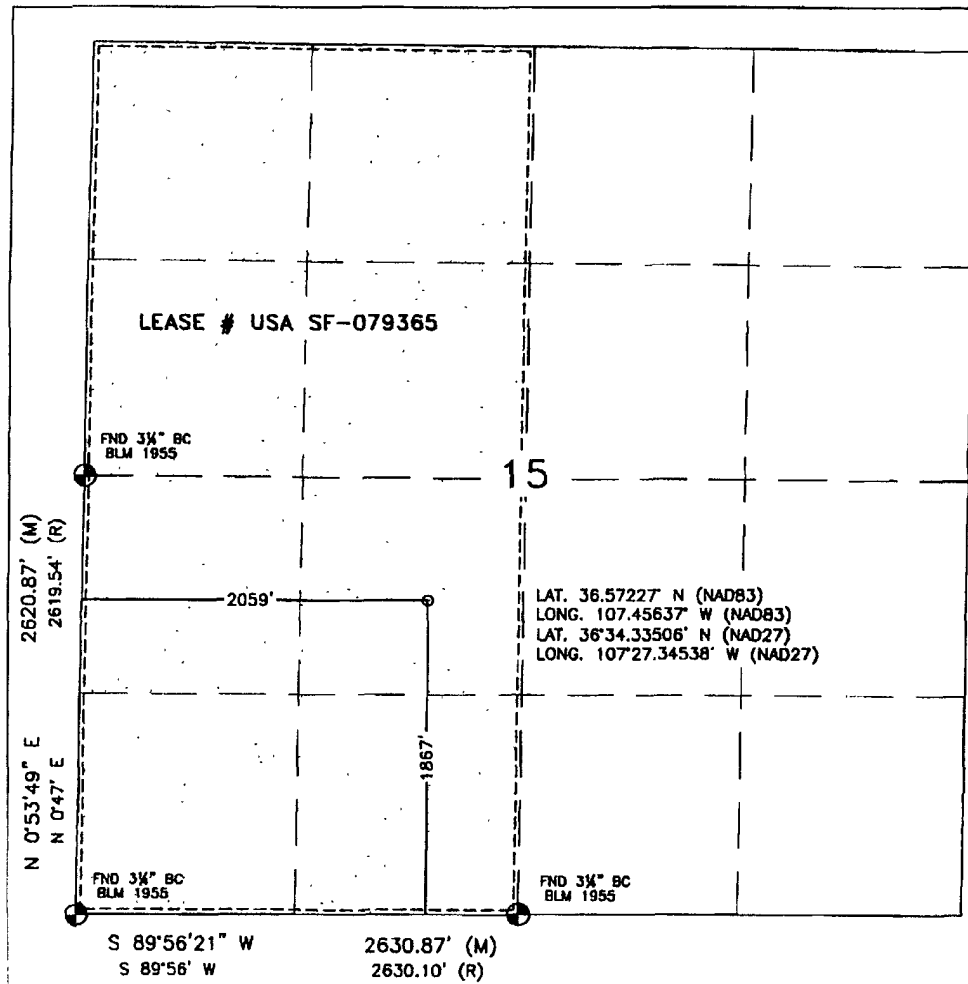 LEASE # USA SF-079365
FND 3¼" BC
BLM 1955
15
2620.87' (M)
2619.54' (R)
2059'
LAT. 36.57227° N (NAD83)
LONG. 107.45637° W (NAD83)
LAT. 36°34.33506' N (NAD27)
LONG. 107°27.34538' W (NAD27)
1867'
N 0°53'49" E
N 0°47' E
FND 3¼" BC
BLM 1955
FND 3¼" BC
BLM 1955
S 89°56'21" W
2630.87' (M)
S 89°56' W
2630.10' (R)